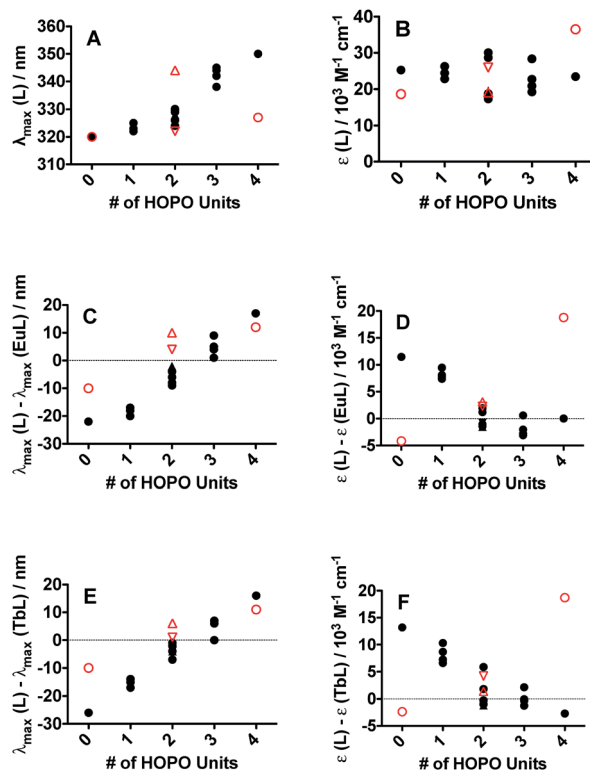 A
λmax (L) / nm
360
350
340
330
320
310
0 1 2 3 4
# of HOPO Units
B
ε (L) / 10³ M⁻¹ cm⁻¹
40
30
20
10
0
0 1 2 3 4
# of HOPO Units
C
λmax (L) - λmax (EuL) / nm
20
10
0
-10
-20
-30
0 1 2 3 4
# of HOPO Units
D
ε (L) - ε (EuL) / 10³ M⁻¹ cm⁻¹
20
15
10
5
0
-5
0 1 2 3 4
# of HOPO Units
E
λmax (L) - λmax (TbL) / nm
20
10
0
-10
-20
-30
0 1 2 3 4
# of HOPO Units
F
ε (L) - ε (TbL) / 10³ M⁻¹ cm⁻¹
20
15
10
5
0
-5
0 1 2 3 4
# of HOPO Units